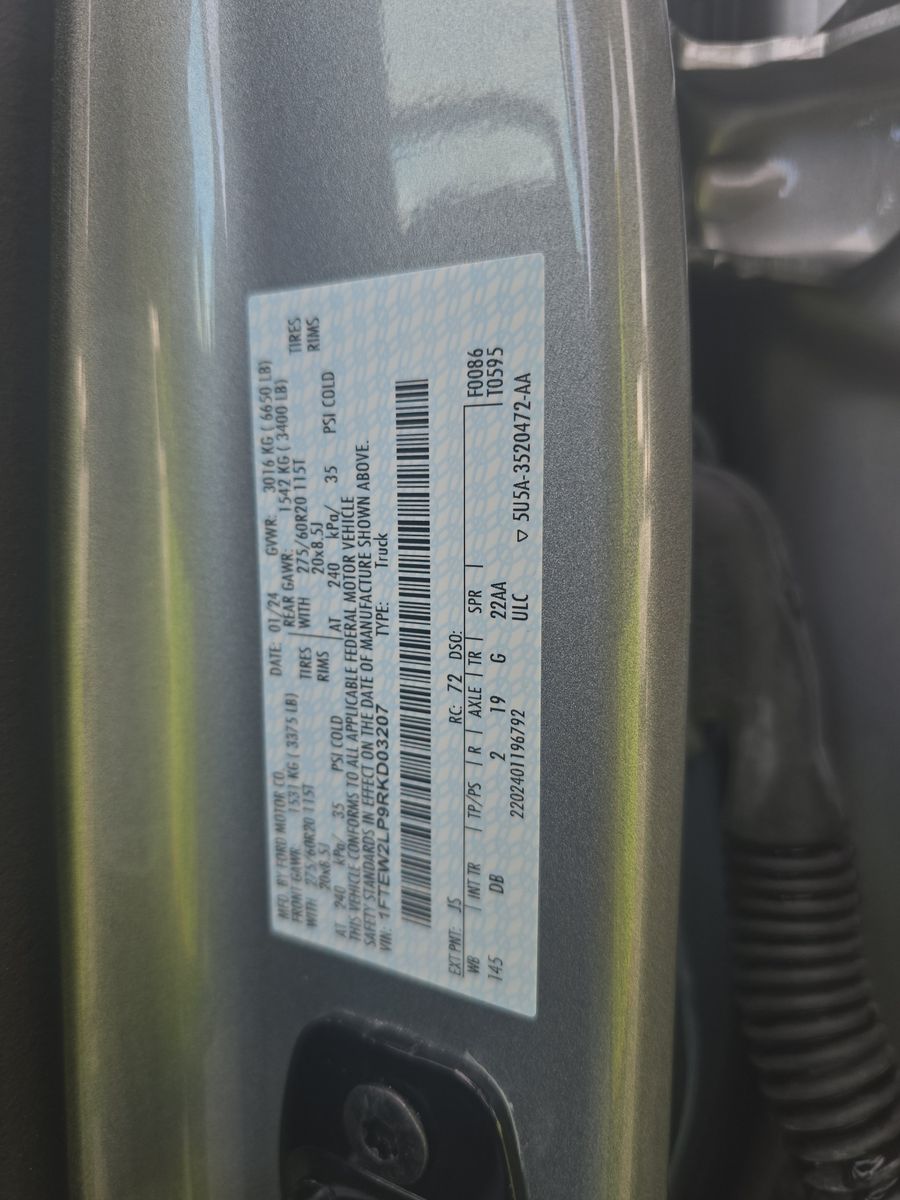 MFD. BY FORD MOTOR CO. DATE: 01/24 GVWR: 3016 KG ( 6650 LB)
FRONT GAWR: 1531 KG ( 3375 LB) REAR GAWR: 1542 KG ( 3400 LB)
WITH 275/60R20 115T TIRES WITH 275/60R20 115T TIRES
20x8.5J RIMS 20x8.5J RIMS
AT 240 kPa/ 35 PSI COLD AT 240 kPa/ 35 PSI COLD
THIS VEHICLE CONFORMS TO ALL APPLICABLE FEDERAL MOTOR VEHICLE
SAFETY STANDARDS IN EFFECT ON THE DATE OF MANUFACTURE SHOWN ABOVE.
VIN: 1FTEW2LP9RKD03207 TYPE: Truck
EXT PNT: JS RC: 72 DSO: F0086
WB INT TR TP/PS R AXLE TR SPR T0595
145 DB 2 19 G 22AA
2202401196792 ULC ▽ 5U5A-3520472-AA